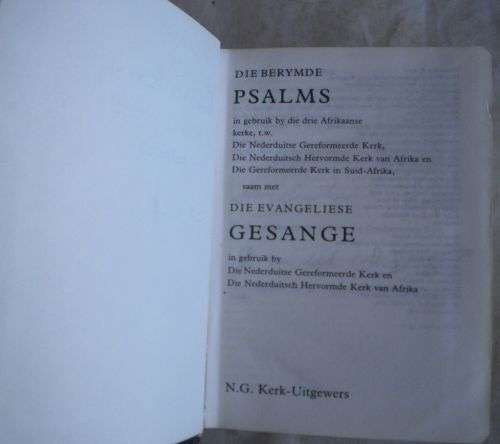 DIE BERYMDE
PSALMS
in gebruik by die drie Afrikaanse
kerke, t.w.
Die Nederduitse Gereformeerde Kerk,
Die Nederduitsch Hervormde Kerk van Afrika en
Die Gereformeerde Kerk in Suid-Afrika,
saam met
DIE EVANGELIESE
GESANGE
in gebruik by
Die Nederduitse Gereformeerde Kerk en
Die Nederduitsch Hervormde Kerk van Afrika
N.G. Kerk-Uitgewers